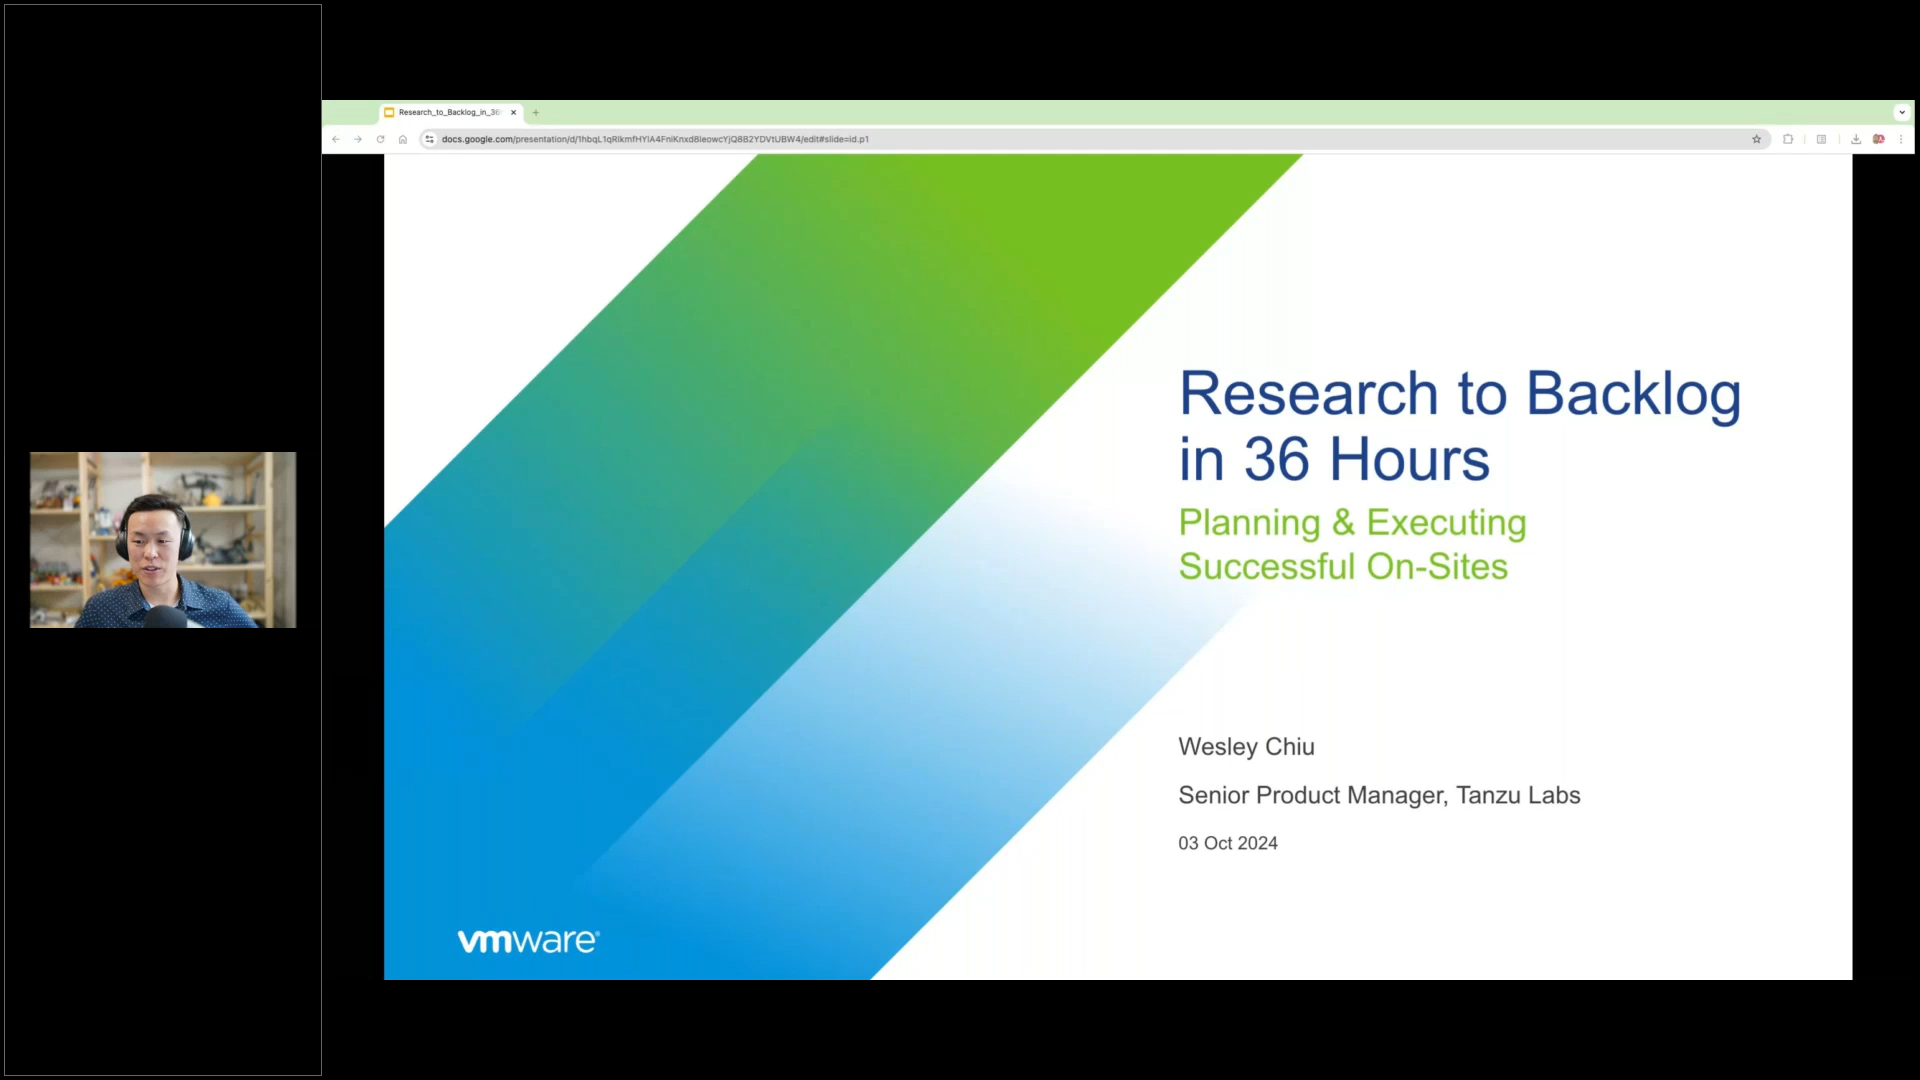 Research_to_Backlog_in_36
Research to Backlog
in 36 Hours
Planning & Executing
Successful On-Sites
Wesley Chiu
Senior Product Manager, Tanzu Labs
03 Oct 2024
vmware